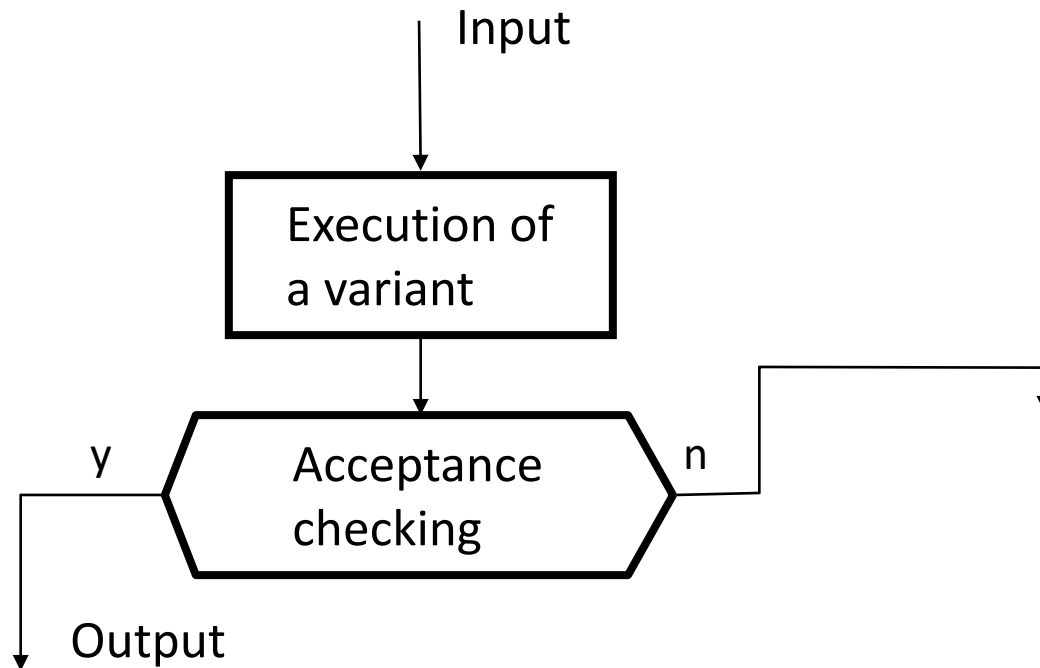 Input
Execution of
a variant
y
n
Acceptance
checking
Output